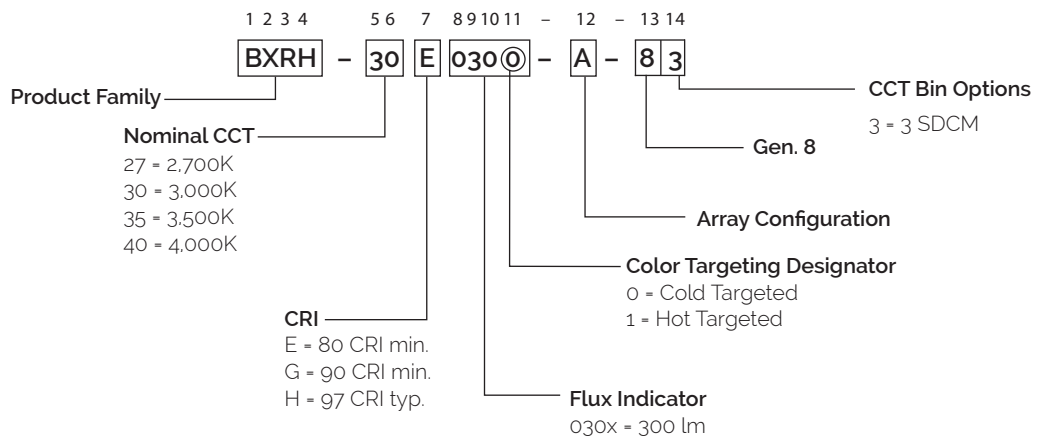 1 2 3 4 5 6 7 8 9 10 11 – 12 – 13 14
BXRH – 30 E 030 0 – A – 8 3
Product Family
CCT Bin Options
3 = 3 SDCM
Nominal CCT
27 = 2,700K
30 = 3,000K
35 = 3,500K
40 = 4,000K
Gen. 8
Array Configuration
Color Targeting Designator
0 = Cold Targeted
1 = Hot Targeted
CRI
E = 80 CRI min.
G = 90 CRI min.
H = 97 CRI typ.
Flux Indicator
030x = 300 lm